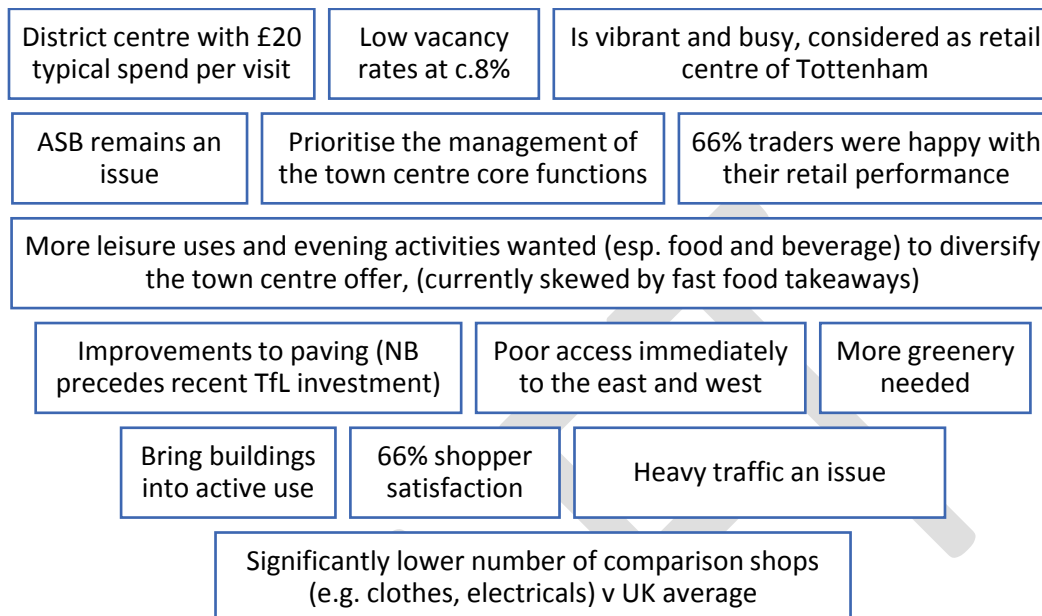 District centre with £20
typical spend per visit
Low vacancy
rates at c.8%
Is vibrant and busy, considered as retail
centre of Tottenham
ASB remains an
issue
Prioritise the management of
the town centre core functions
66% traders were happy with
their retail performance
More leisure uses and evening activities wanted (esp. food and beverage) to diversify
the town centre offer, (currently skewed by fast food takeaways)
Improvements to paving (NB
precedes recent TfL investment)
Poor access immediately
to the east and west
More greenery
needed
Bring buildings
into active use
66% shopper
satisfaction
Heavy traffic an issue
Significantly lower number of comparison shops
(e.g. clothes, electricals) v UK average